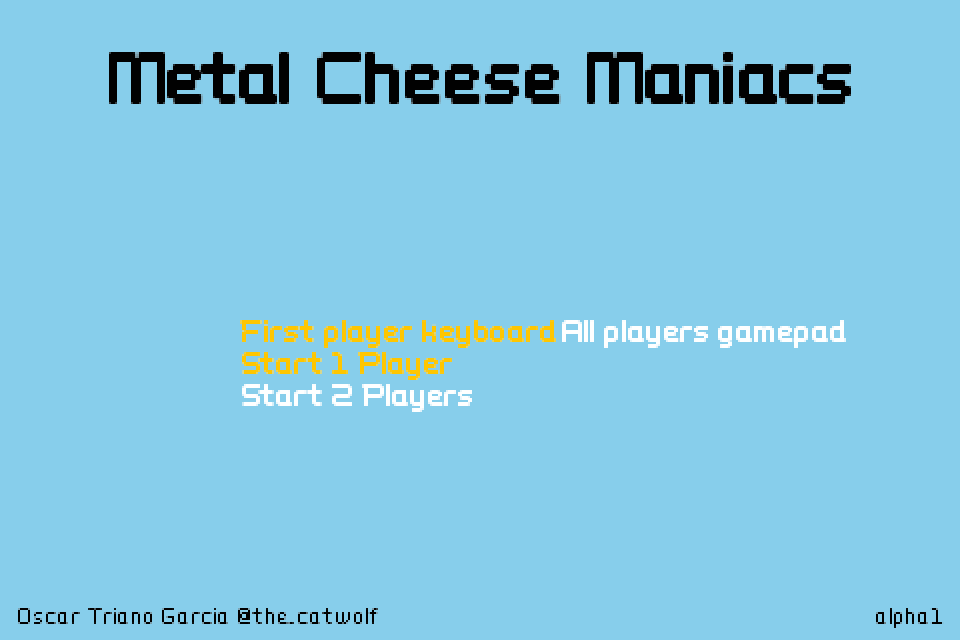 Metal Cheese Maniacs
First player keyboard All players gamepad
Start 1 Player
Start 2 Players
Oscar Triano Garcia @the_catwolf alpha1